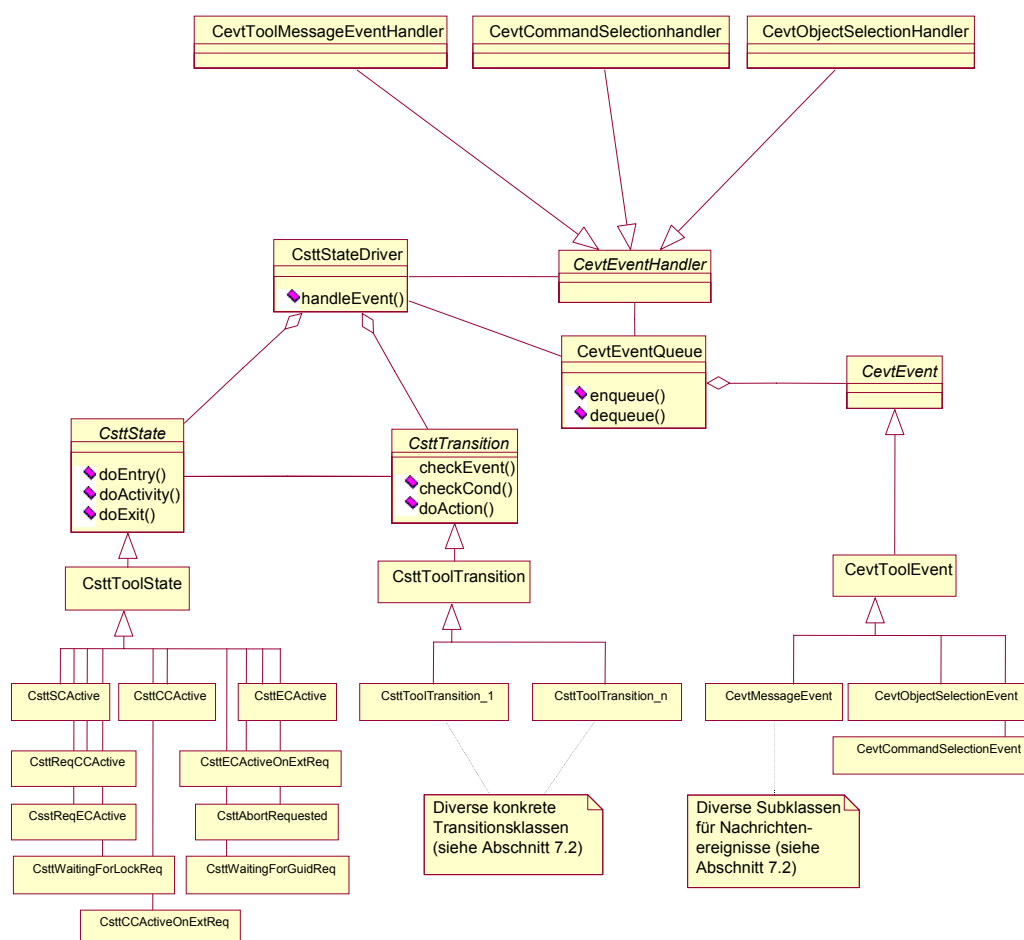 CevtToolMessageEventHandler
CevtCommandSelectionhandler
CevtObjectSelectionHandler
CsttStateDriver
handleEvent()
CevtEventHandler
CevtEventQueue
enqueue()
dequeue()
CevtEvent
CsttState
doEntry()
doActivity()
doExit()
CsttTransition
checkEvent()
checkCond()
doAction()
CsttToolState
CsttToolTransition
CevtToolEvent
CsttSCActive
CsttCCActive
CsttECActive
CsttToolTransition_1
CsttToolTransition_n
CevtMessageEvent
CevtObjectSelectionEvent
CevtCommandSelectionEvent
CsttReqCCActive
CsttECActiveOnExtReq
CsstReqECActive
CsttAbortRequested
CsttWaitingForLockReq
CsttWaitingForGuidReq
CsttCCActiveOnExtReq
Diverse konkrete
Transitionsklassen
(siehe Abschnitt 7.2)
Diverse Subklassen
für Nachrichten-
ereignisse (siehe
Abschnitt 7.2)